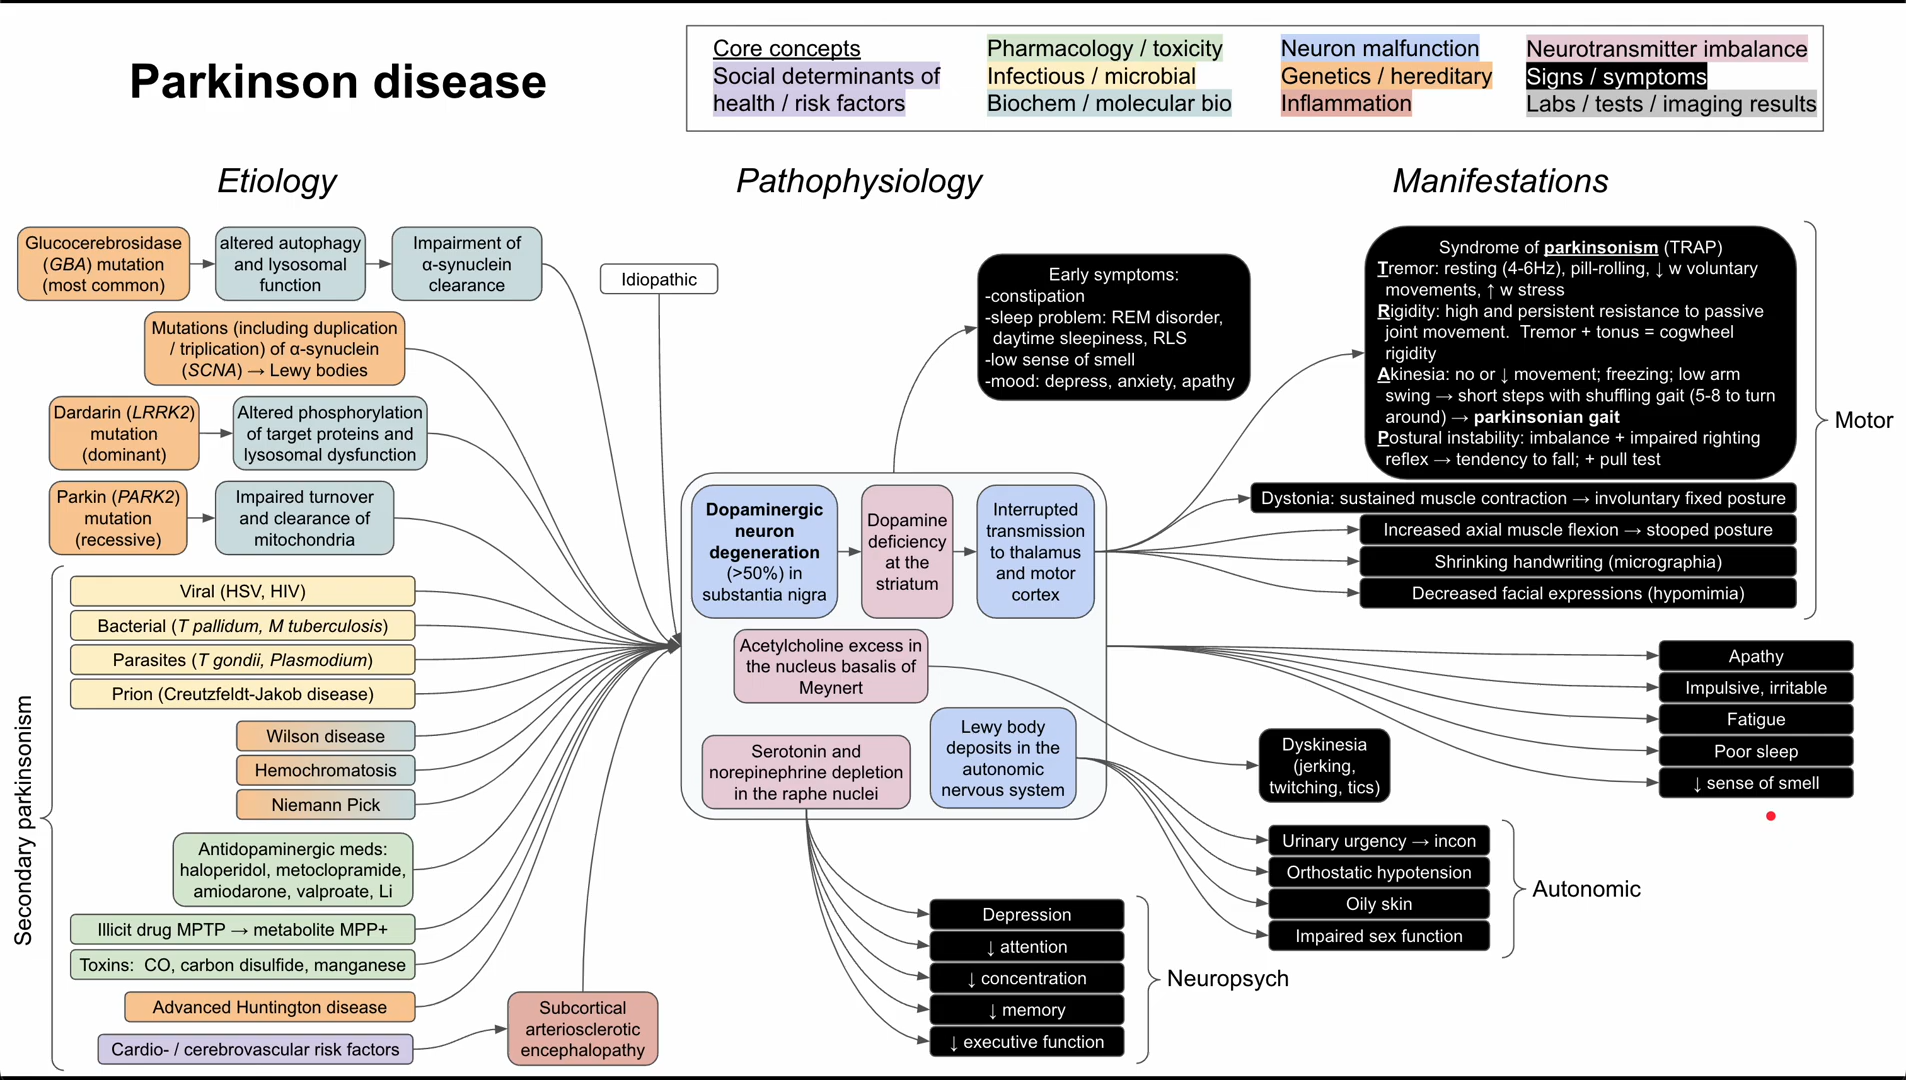 Parkinson disease
Core concepts
Social determinants of
health / risk factors
Pharmacology / toxicity
Infectious / microbial
Biochem / molecular bio
Neuron malfunction
Genetics / hereditary
Inflammation
Neurotransmitter imbalance
Signs / symptoms
Labs / tests / imaging results
Etiology
Glucocerebrosidase
(GBA) mutation
(most common)
altered autophagy
and lysosomal
function
Impairment of
α-synuclein
clearance
Mutations (including duplication
/ triplication) of α-synuclein
(SCNA) → Lewy bodies
Dardarin (LRRK2)
mutation
(dominant)
Altered phosphorylation
of target proteins and
lysosomal dysfunction
Parkin (PARK2)
mutation
(recessive)
Impaired turnover
and clearance of
mitochondria
Secondary parkinsonism
Viral (HSV, HIV)
Bacterial (T pallidum, M tuberculosis)
Parasites (T gondii, Plasmodium)
Prion (Creutzfeldt-Jakob disease)
Wilson disease
Hemochromatosis
Niemann Pick
Antidopaminergic meds:
haloperidol, metoclopramide,
amiodarone, valproate, Li
Illicit drug MPTP → metabolite MPP+
Toxins: CO, carbon disulfide, manganese
Advanced Huntington disease
Cardio- / cerebrovascular risk factors
Subcortical
arteriosclerotic
encephalopathy
Idiopathic
Pathophysiology
Early symptoms:
-constipation
-sleep problem: REM disorder,
daytime sleepiness, RLS
-low sense of smell
-mood: depress, anxiety, apathy
Dopaminergic
neuron
degeneration
(>50%) in
substantia nigra
Dopamine
deficiency
at the
striatum
Interrupted
transmission
to thalamus
and motor
cortex
Acetylcholine excess in
the nucleus basalis of
Meynert
Serotonin and
norepinephrine depletion
in the raphe nuclei
Lewy body
deposits in the
autonomic
nervous system
Manifestations
Syndrome of parkinsonism (TRAP)
Tremor: resting (4-6Hz), pill-rolling, ↓ w voluntary
movements, ↑ w stress
Rigidity: high and persistent resistance to passive
joint movement. Tremor + tonus = cogwheel
rigidity
Akinesia: no or ↓ movement; freezing; low arm
swing → short steps with shuffling gait (5-8 to turn
around) → parkinsonian gait
Postural instability: imbalance + impaired righting
reflex → tendency to fall; + pull test
Dystonia: sustained muscle contraction → involuntary fixed posture
Increased axial muscle flexion → stooped posture
Shrinking handwriting (micrographia)
Decreased facial expressions (hypomimia)
Motor
Apathy
Impulsive, irritable
Fatigue
Poor sleep
↓ sense of smell
Dyskinesia
(jerking,
twitching, tics)
Urinary urgency → incon
Orthostatic hypotension
Oily skin
Impaired sex function
Autonomic
Depression
↓ attention
↓ concentration
↓ memory
↓ executive function
Neuropsych